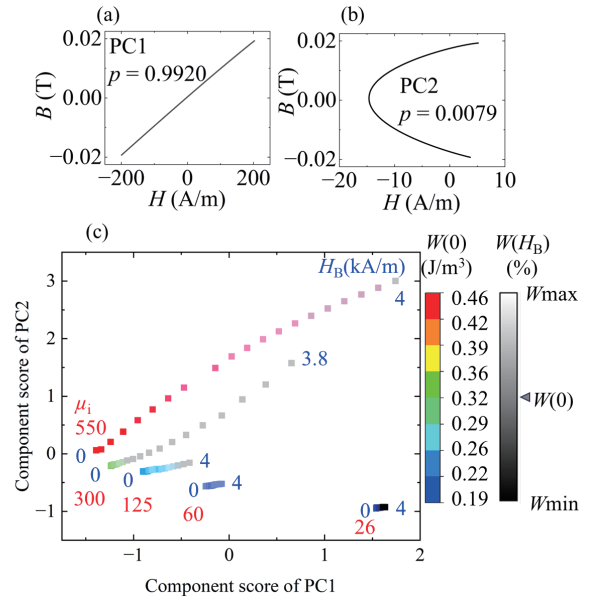 (a)
PC1
p = 0.9920
B (T)
0.02
0.00
−0.02
−200 −100 0 100 200
H (A/m)
(b)
PC2
p = 0.0079
B (T)
0.02
0.00
−0.02
−20 −10 0 10
H (A/m)
(c)
Component score of PC2
3
2
1
0
−1
−1 0 1 2
Component score of PC1
H_B(kA/m)
4
3.8
μ_i
550
0
0
300
0
4
125
0
4
60
0
4
26
W(0)
(J/m³)
0.46
0.42
0.39
0.36
0.32
0.29
0.26
0.22
0.19
W(H_B)
(%)
Wmax
W(0)
Wmin